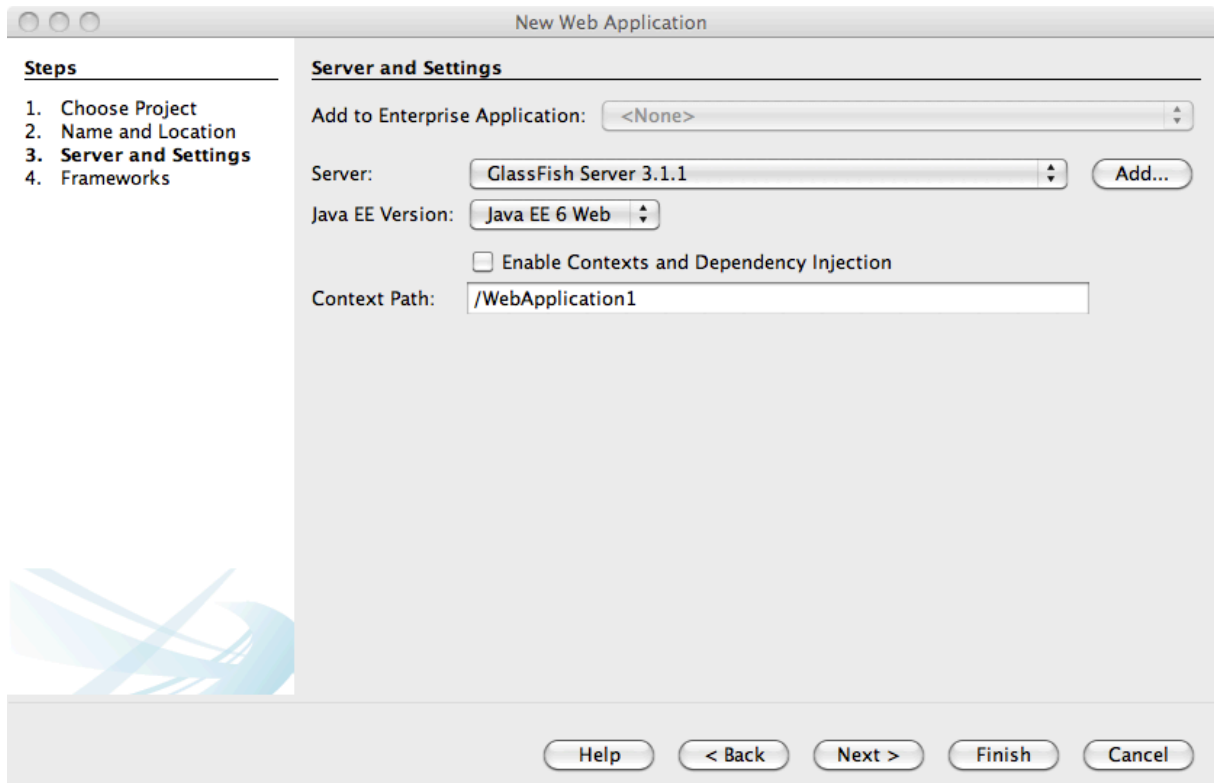 New Web Application
Steps
1. Choose Project
2. Name and Location
3. Server and Settings
4. Frameworks
Server and Settings
Add to Enterprise Application: <None>
Server: GlassFish Server 3.1.1 Add...
Java EE Version: Java EE 6 Web
Enable Contexts and Dependency Injection
Context Path: /WebApplication1
Help < Back Next > Finish Cancel